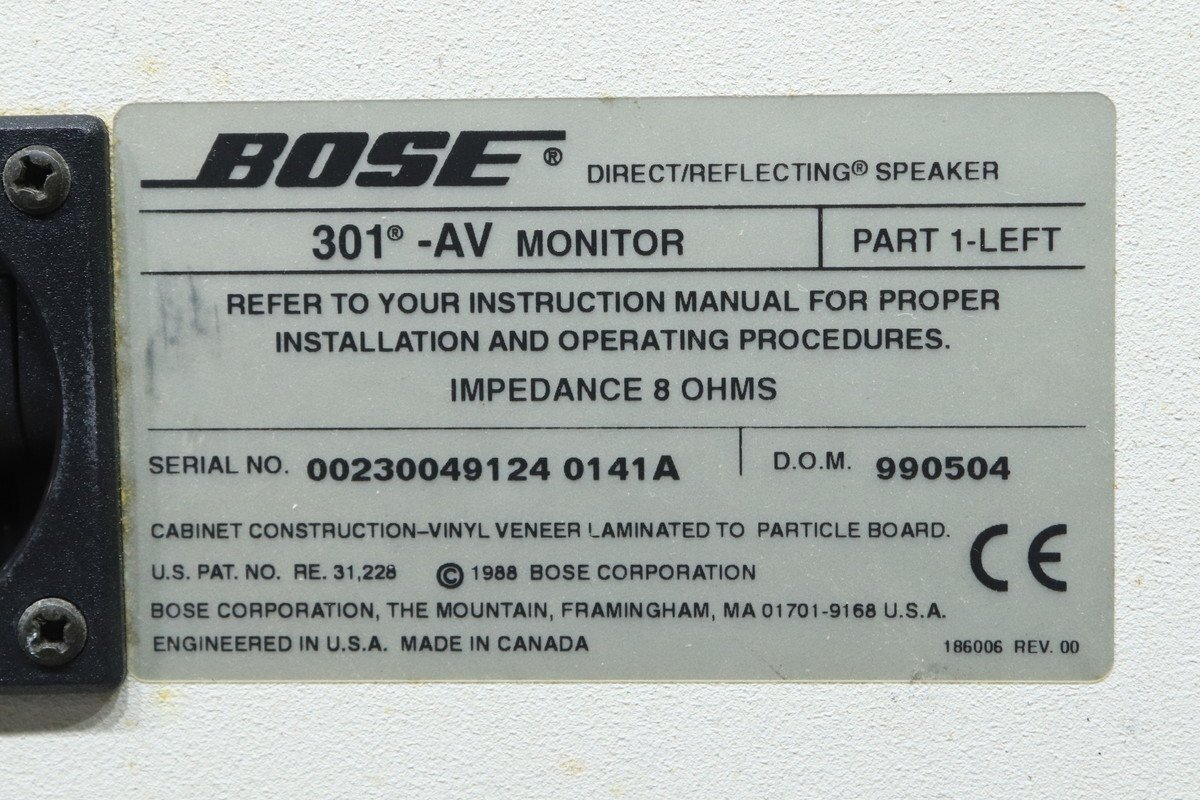 BOSE® DIRECT/REFLECTING® SPEAKER
301® -AV MONITOR PART 1-LEFT
REFER TO YOUR INSTRUCTION MANUAL FOR PROPER
INSTALLATION AND OPERATING PROCEDURES.
IMPEDANCE 8 OHMS
SERIAL NO. 00230049124 0141A D.O.M. 990504
CABINET CONSTRUCTION–VINYL VENEER LAMINATED TO PARTICLE BOARD.
U.S. PAT. NO. RE. 31,228 © 1988 BOSE CORPORATION
CE
BOSE CORPORATION, THE MOUNTAIN, FRAMINGHAM, MA 01701-9168 U.S.A.
ENGINEERED IN U.S.A. MADE IN CANADA 186006 REV. 00